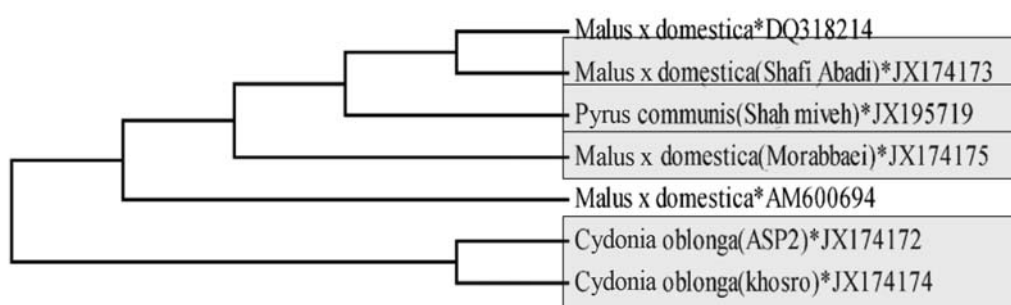 Malus x domestica*DQ318214
Malus x domestica(Shafi Abadi)*JX174173
Pyrus communis(Shah miveh)*JX195719
Malus x domestica(Morabbaei)*JX174175
Malus x domestica*AM600694
Cydonia oblonga(ASP2)*JX174172
Cydonia oblonga(khosro)*JX174174